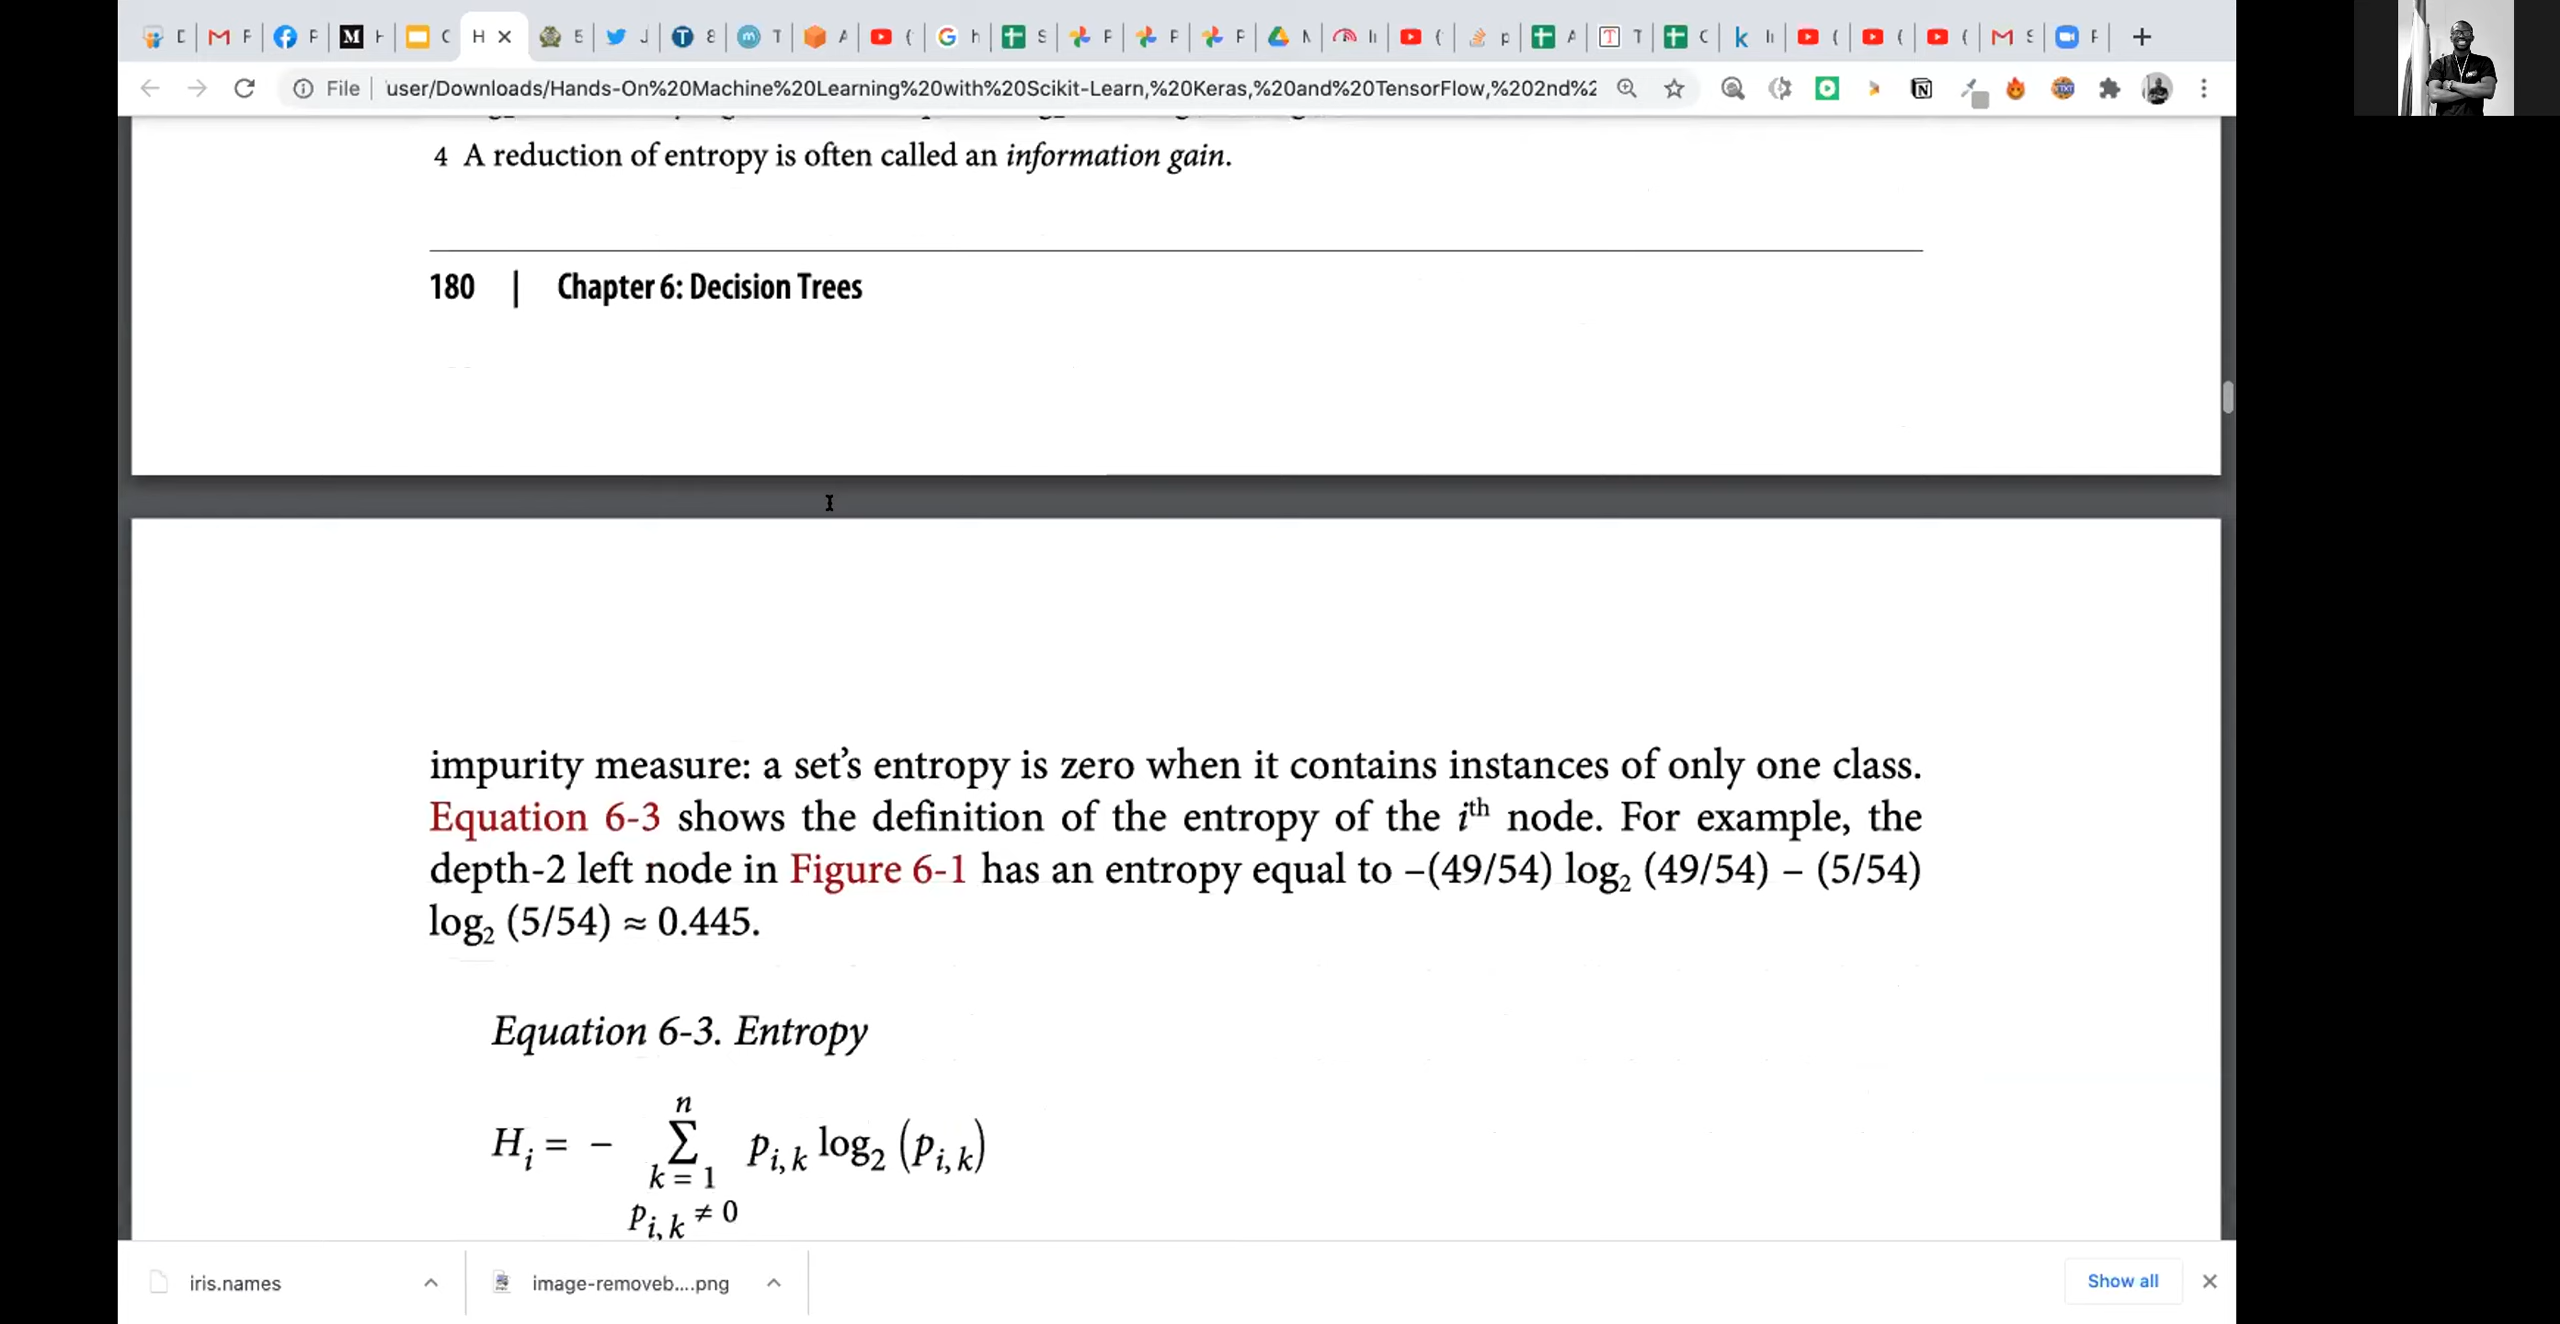 File user/Downloads/Hands-On%20Machine%20Learning%20with%20Scikit-Learn,%20Keras,%20and%20TensorFlow,%202nd%2
4 A reduction of entropy is often called an information gain.
180 | Chapter 6: Decision Trees
impurity measure: a set’s entropy is zero when it contains instances of only one class.
Equation 6-3 shows the definition of the entropy of the iᵗʰ node. For example, the
depth-2 left node in Figure 6-1 has an entropy equal to –(49/54) log₂ (49/54) – (5/54)
log₂ (5/54) ≈ 0.445.
Equation 6-3. Entropy
n
H_i = − Σ p_{i,k} log₂ (p_{i,k})
k = 1
p_{i,k} ≠ 0
iris.names image-removeb....png Show all